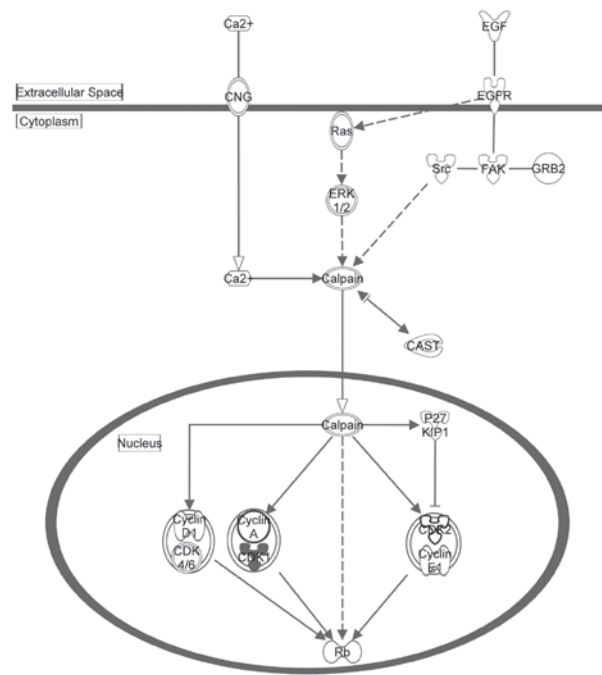 Ca2+
EGF
Extracellular Space
CNG
EGFR
Cytoplasm
Ras
Src
FAK
GRB2
ERK
1/2
Ca2+
Calpain
CAST
Calpain
P27
KIP1
Nucleus
Cyclin
D1
Cyclin
A
CDK2
CDK
4/6
CDK1
Cyclin
E1
Rb